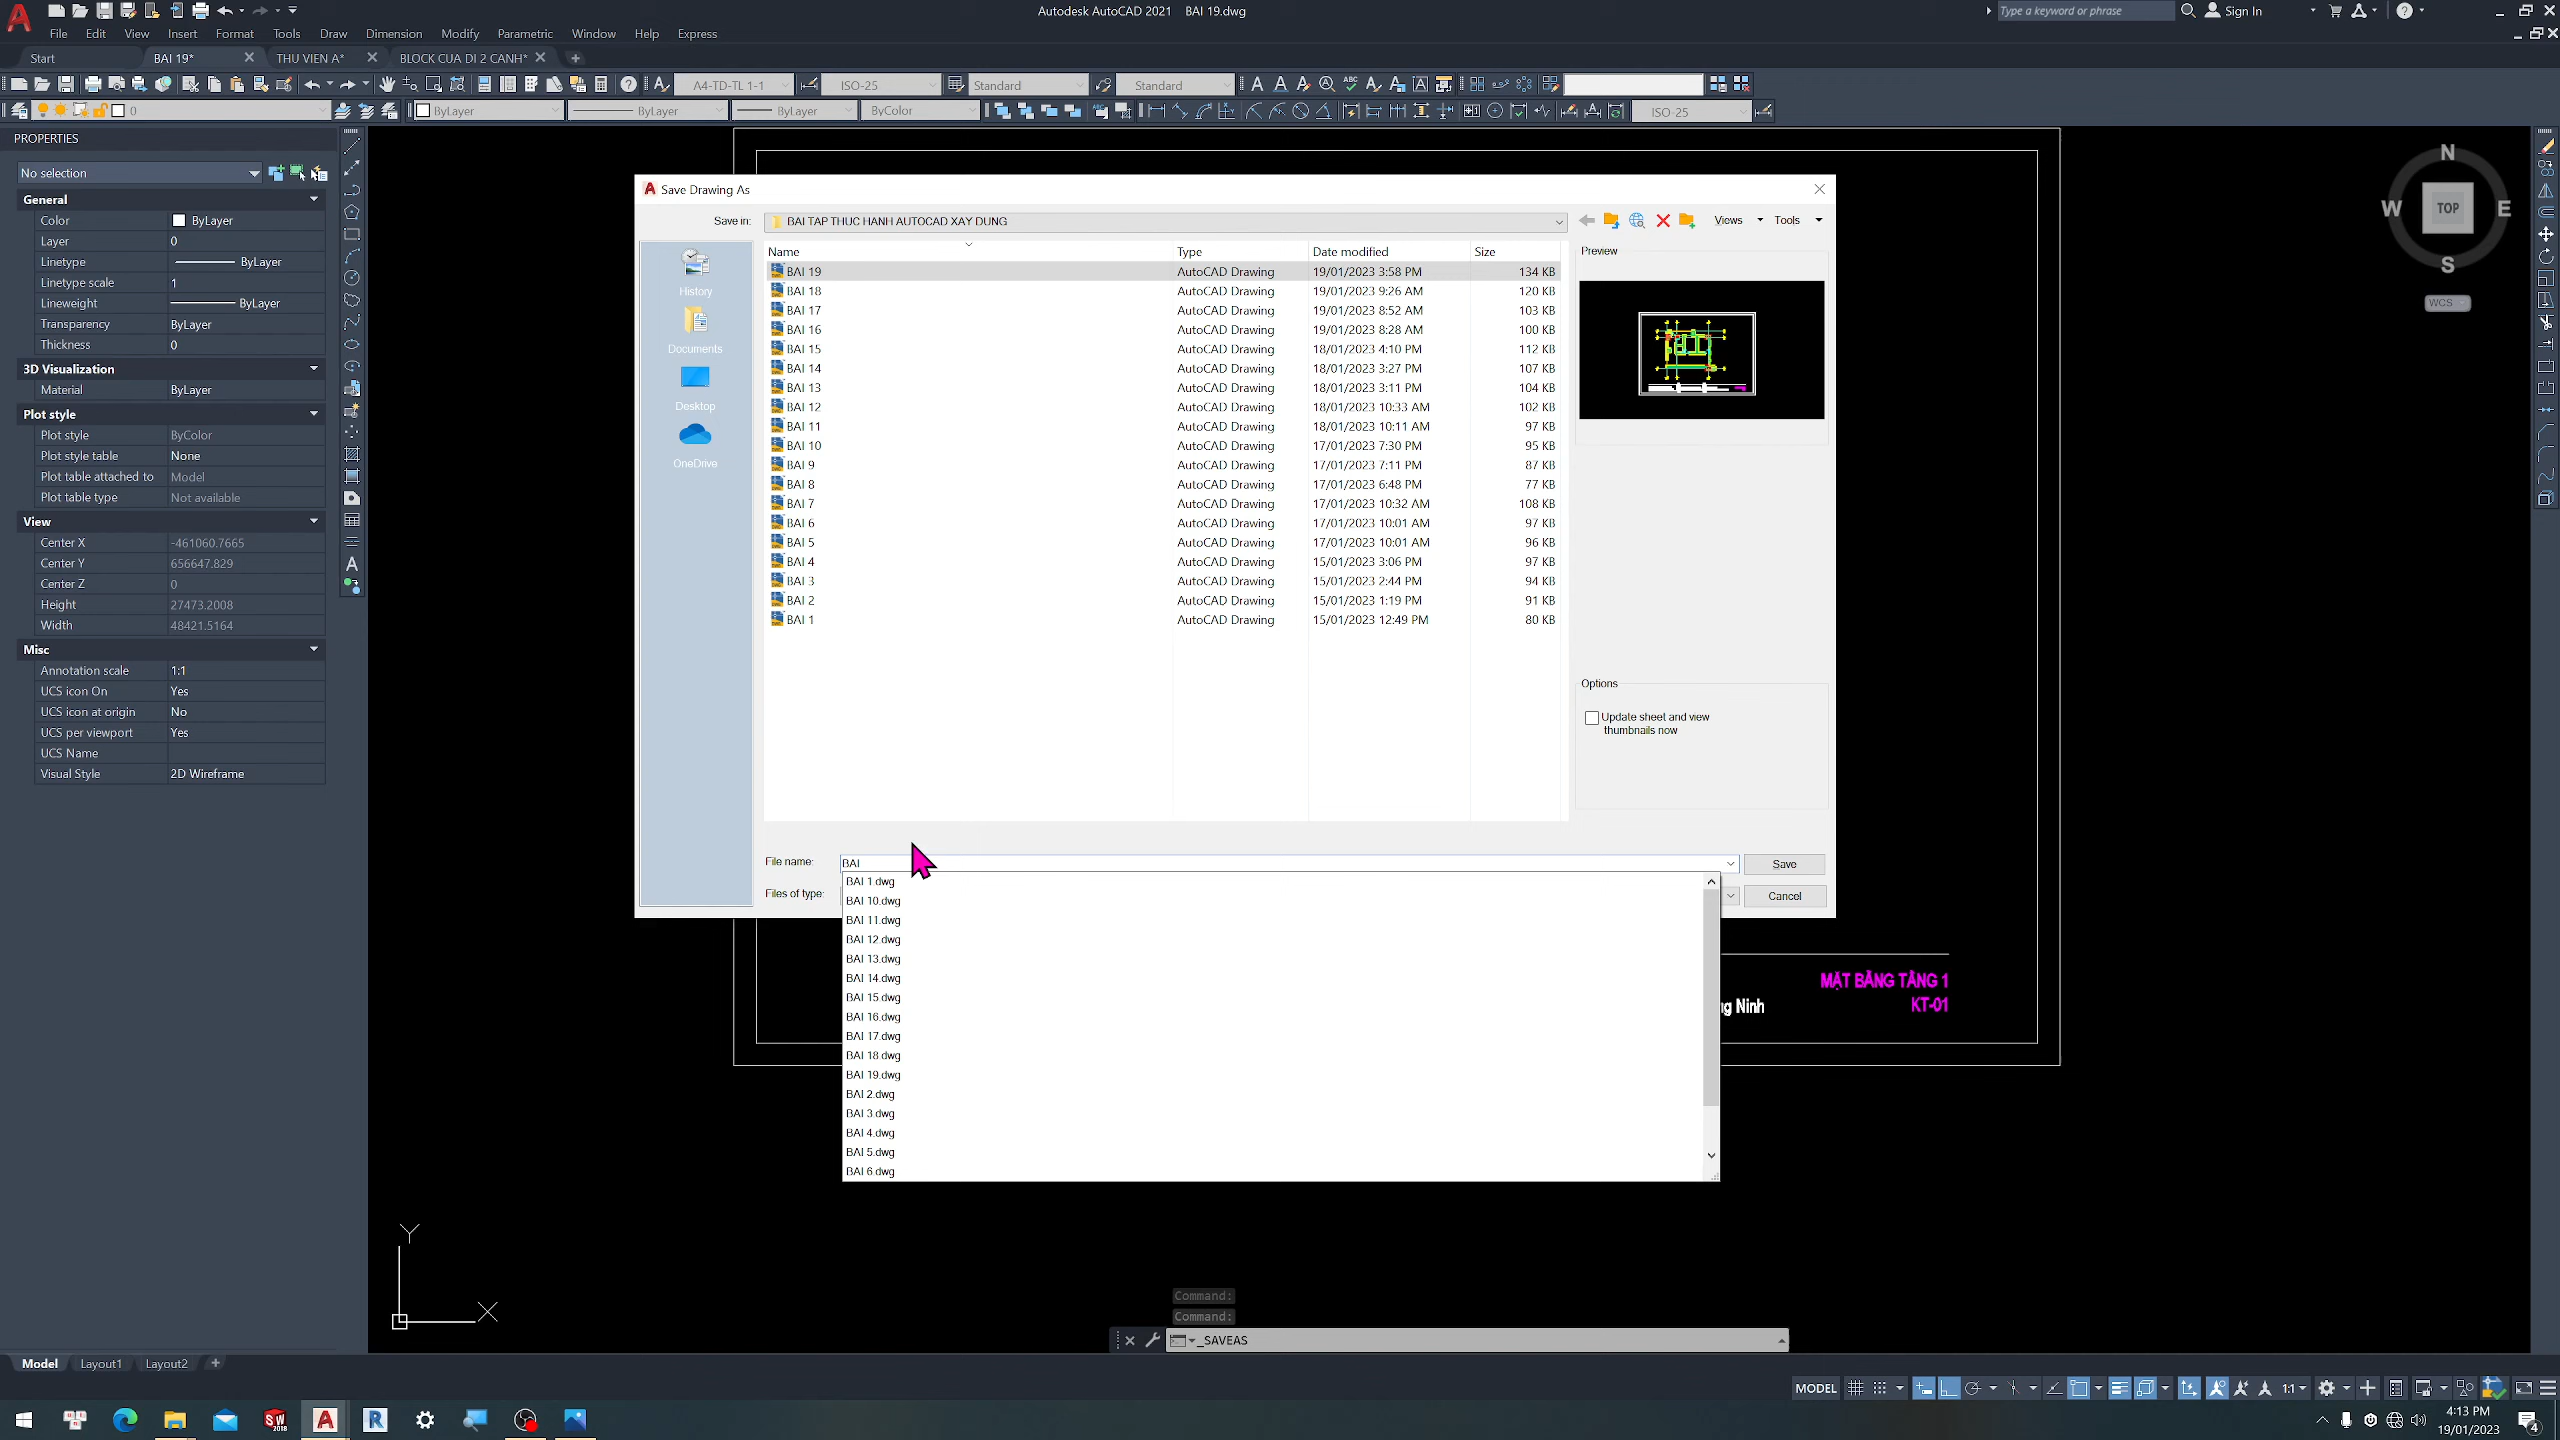 Autodesk AutoCAD 2021 BAI 19.dwg
Type a keyword or phrase
Sign In
File Edit View Insert Format Tools Draw Dimension Modify Parametric Window Help Express
Start BAI 19* THU VIEN A* BLOCK CUA DI 2 CANH*
A4-TD-TL 1-1 ISO-25 Standard Standard
0 ByLayer ByLayer ByLayer ByColor ISO-25
PROPERTIES
No selection
General
Color ByLayer
Layer 0
Linetype ByLayer
Linetype scale 1
Lineweight ByLayer
Transparency ByLayer
Thickness 0
3D Visualization
Material ByLayer
Plot style
Plot style ByColor
Plot style table None
Plot table attached to Model
Plot table type Not available
View
Center X -461060.7665
Center Y 656647.829
Center Z 0
Height 27473.2008
Width 48421.5164
Misc
Annotation scale 1:1
UCS icon On Yes
UCS icon at origin No
UCS per viewport Yes
UCS Name
Visual Style 2D Wireframe
Save Drawing As
Save in: BAI TAP THUC HANH AUTOCAD XAY DUNG Views Tools
History
Documents
Desktop
OneDrive
Name Type Date modified Size
BAI 19 AutoCAD Drawing 19/01/2023 3:58 PM 134 KB
BAI 18 AutoCAD Drawing 19/01/2023 9:26 AM 120 KB
BAI 17 AutoCAD Drawing 19/01/2023 8:52 AM 103 KB
BAI 16 AutoCAD Drawing 19/01/2023 8:28 AM 100 KB
BAI 15 AutoCAD Drawing 18/01/2023 4:10 PM 112 KB
BAI 14 AutoCAD Drawing 18/01/2023 3:27 PM 107 KB
BAI 13 AutoCAD Drawing 18/01/2023 3:11 PM 104 KB
BAI 12 AutoCAD Drawing 18/01/2023 10:33 AM 102 KB
BAI 11 AutoCAD Drawing 18/01/2023 10:11 AM 97 KB
BAI 10 AutoCAD Drawing 17/01/2023 7:30 PM 95 KB
BAI 9 AutoCAD Drawing 17/01/2023 7:11 PM 87 KB
BAI 8 AutoCAD Drawing 17/01/2023 6:48 PM 77 KB
BAI 7 AutoCAD Drawing 17/01/2023 10:32 AM 108 KB
BAI 6 AutoCAD Drawing 17/01/2023 10:01 AM 97 KB
BAI 5 AutoCAD Drawing 17/01/2023 10:01 AM 96 KB
BAI 4 AutoCAD Drawing 15/01/2023 3:06 PM 97 KB
BAI 3 AutoCAD Drawing 15/01/2023 2:44 PM 94 KB
BAI 2 AutoCAD Drawing 15/01/2023 1:19 PM 91 KB
BAI 1 AutoCAD Drawing 15/01/2023 12:49 PM 80 KB
Preview
Options
Update sheet and view
thumbnails now
File name: BAI Save
Files of type: Cancel
BAI 1.dwg
BAI 10.dwg
BAI 11.dwg
BAI 12.dwg
BAI 13.dwg
BAI 14.dwg
BAI 15.dwg
BAI 16.dwg
BAI 17.dwg
BAI 18.dwg
BAI 19.dwg
BAI 2.dwg
BAI 3.dwg
BAI 4.dwg
BAI 5.dwg
BAI 6.dwg
N
W TOP E
S
WCS
MẶT BẰNG TẦNG 1
ng Ninh KT-01
Y
X
Command:
Command:
_SAVEAS
Model Layout1 Layout2
MODEL 1:1
4:13 PM
19/01/2023
4